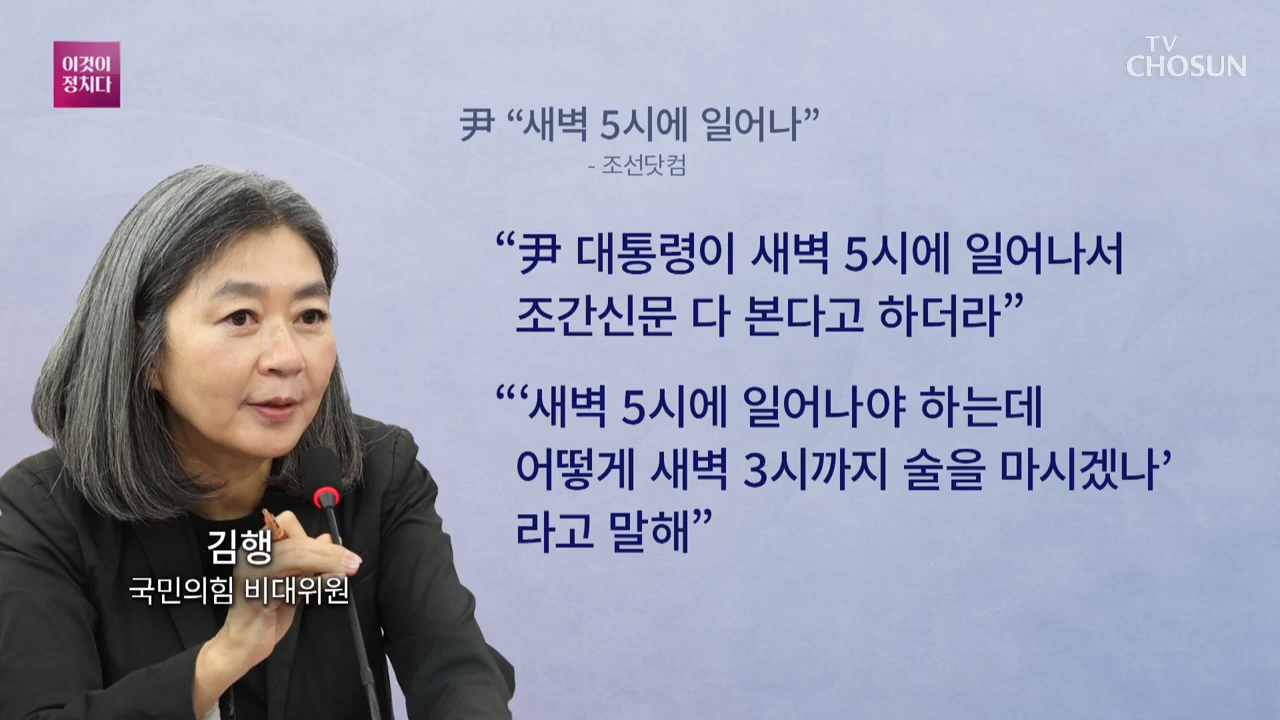 이것이
정치다
TV
CHOSUN
尹 “새벽 5시에 일어나”
- 조선닷컴
“尹 대통령이 새벽 5시에 일어나서
조간신문 다 본다고 하더라”
“‘새벽 5시에 일어나야 하는데
어떻게 새벽 3시까지 술을 마시겠나’
라고 말해”
김행
국민의힘 비대위원